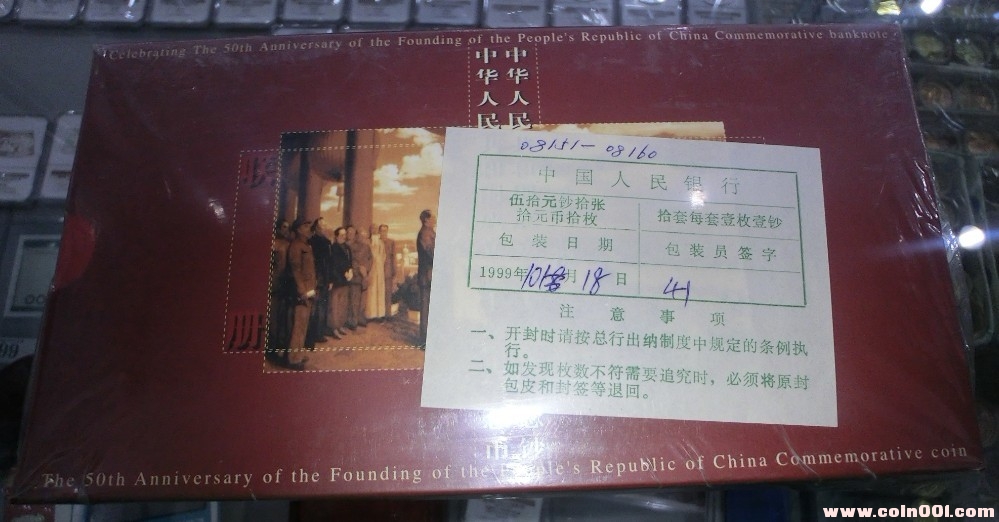 Celebrating The 50th Anniversary of the Founding of the People's Republic of China Commemorative banknote
中华人民
中华人民
联
册
08151-08160
中国人民银行
伍拾元钞拾张
拾元币拾枚
拾套每套壹枚壹钞
包装日期
包装员签字
1999年 月 18 日
41
注意事项
一、开封时请按总行出纳制度中规定的条例执
行。
二、如发现枚数不符需要追究时，必须将原封
包皮和封签等退回。
The 50th Anniversary of the Founding of the People's Republic of China Commemorative coin
www.coin001.com